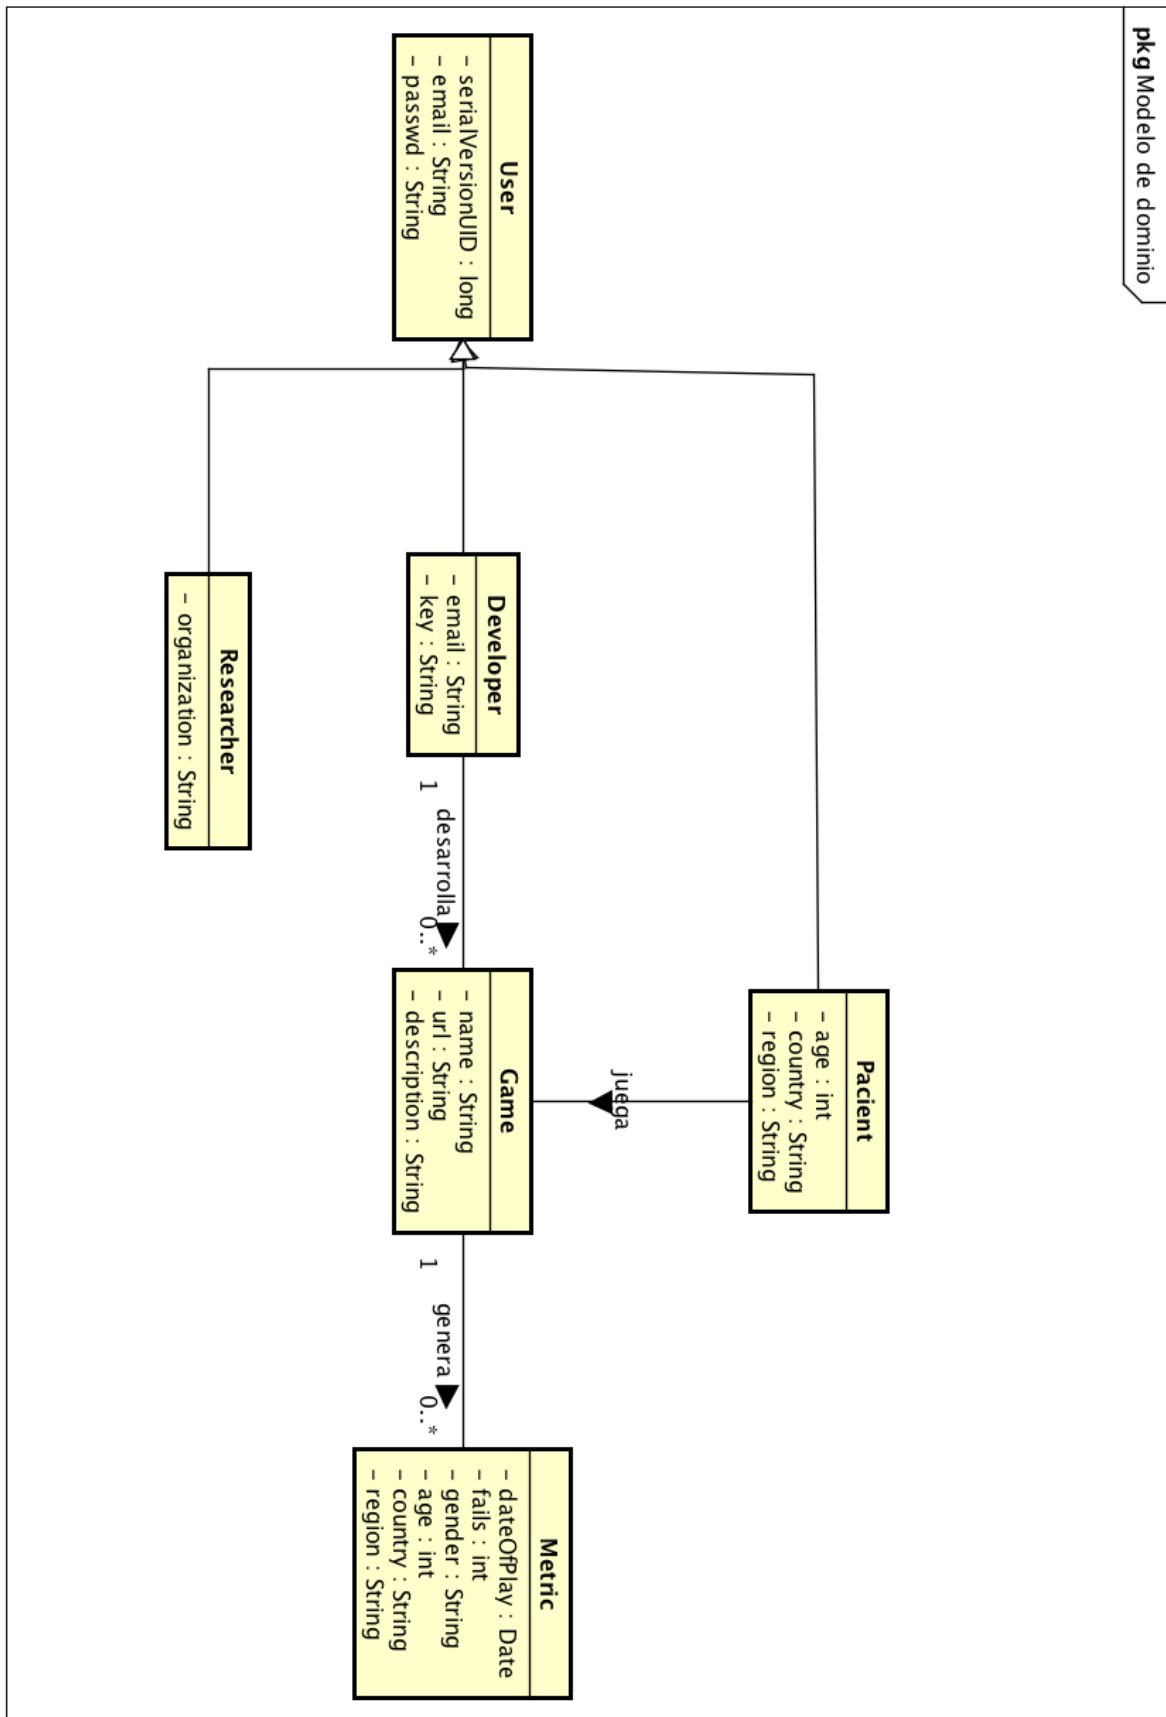 pkg Modelo de dominio
Pacient
- age : int
- country : String
- region : String
juega
User
- serialVersionUID : long
- email : String
- passwd : String
Developer
- email : String
- key : String
1
desarrolla
0..*
Game
- name : String
- url : String
- description : String
1
genera
0..*
Metric
- dateOfPlay : Date
- fails : int
- gender : String
- age : int
- country : String
- region : String
Researcher
- organization : String